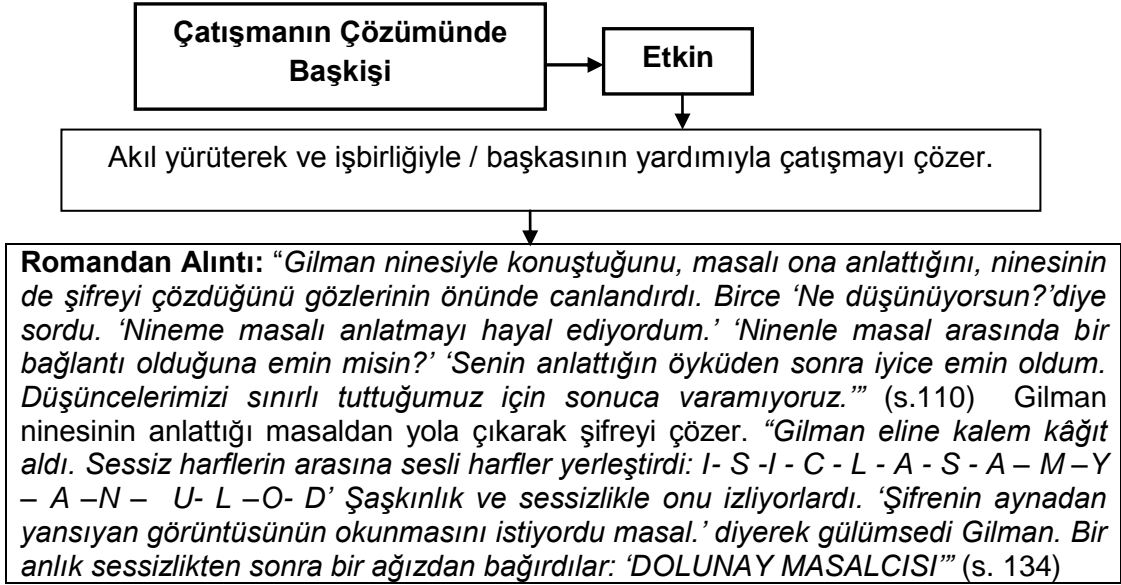 Çatışmanın Çözümünde
Başkişi
Etkin
Akıl yürüterek ve işbirliğiyle / başkasının yardımıyla çatışmayı çözer.
Romandan Alıntı: “Gilman ninesiyle konuştuğunu, masalı ona anlattığını, ninesinin
de şifreyi çözdüğünü gözlerinin önünde canlandırdı. Birce ‘Ne düşünüyorsun?’diye
sordu. ‘Nineme masalı anlatmayı hayal ediyordum.’ ‘Ninenle masal arasında bir
bağlantı olduğuna emin misin?’ ‘Senin anlattığın öyküden sonra iyice emin oldum.
Düşüncelerimizi sınırlı tuttuğumuz için sonuca varamıyoruz.’” (s.110) Gilman
ninesinin anlattığı masaldan yola çıkarak şifreyi çözer. “Gilman eline kalem kâğıt
aldı. Sessiz harflerin arasına sesli harfler yerleştirdi: I- S -I - C - L - A - S - A – M –Y
– A –N – U- L –O- D’ Şaşkınlık ve sessizlikle onu izliyorlardı. ‘Şifrenin aynadan
yansıyan görüntüsünün okunmasını istiyordu masal.’ diyerek gülümsedi Gilman. Bir
anlık sessizlikten sonra bir ağızdan bağırdılar: ‘DOLUNAY MASALCISI’” (s. 134)